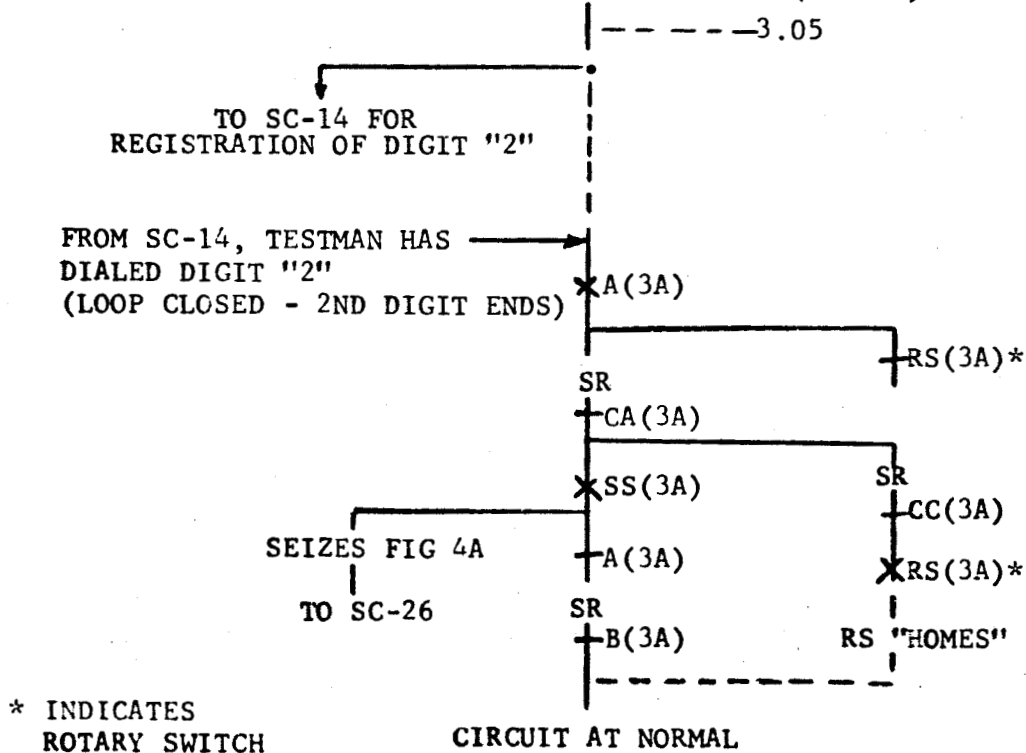 3.05
TO SC-14 FOR
REGISTRATION OF DIGIT "2"
FROM SC-14, TESTMAN HAS
DIALED DIGIT "2"
(LOOP CLOSED - 2ND DIGIT ENDS)
A(3A)
RS(3A)*
SR
CA(3A)
SS(3A)
SR
CC(3A)
SEIZES FIG 4A
A(3A)
RS(3A)*
TO SC-26
SR
B(3A)
RS "HOMES"
* INDICATES
ROTARY SWITCH
CIRCUIT AT NORMAL